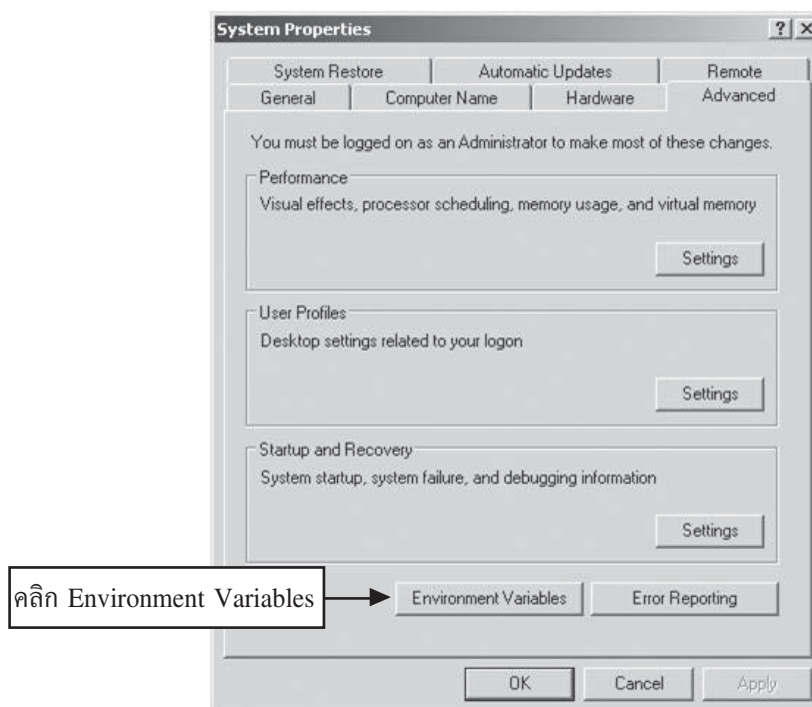 System Properties
System Restore Automatic Updates Remote
General Computer Name Hardware Advanced
You must be logged on as an Administrator to make most of these changes.
Performance
Visual effects, processor scheduling, memory usage, and virtual memory
Settings
User Profiles
Desktop settings related to your logon
Settings
Startup and Recovery
System startup, system failure, and debugging information
Settings
คลิก Environment Variables
Environment Variables Error Reporting
OK Cancel Apply